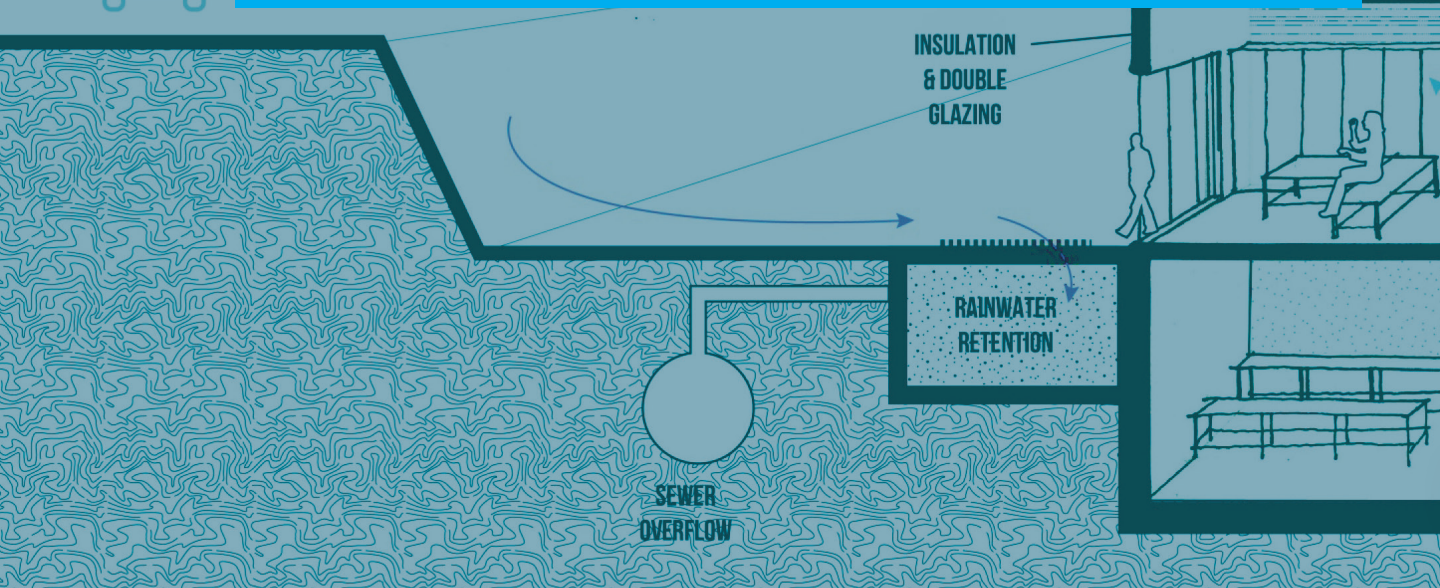 INSULATION
& DOUBLE
GLAZING
RAINWATER
RETENTION
SEWER
OVERFLOW